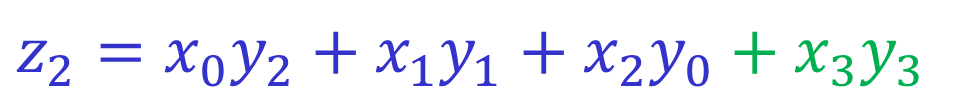 z₂ = x₀y₂ + x₁y₁ + x₂y₀ + x₃y₃